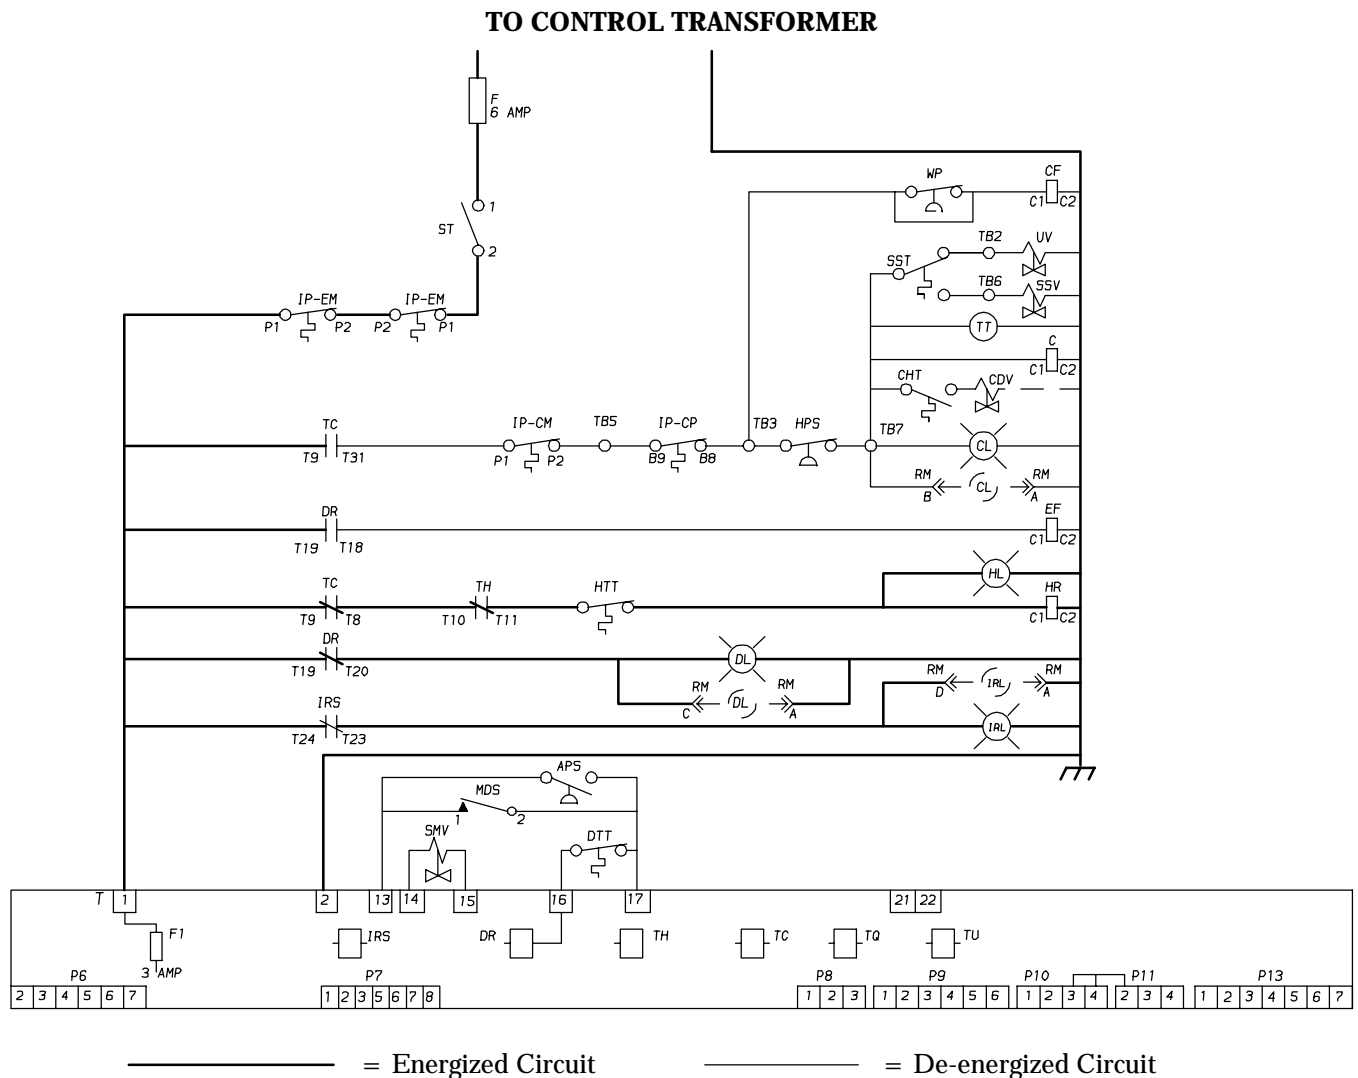 TO CONTROL TRANSFORMER
F
6 AMP
1
ST
2
WP
CF
C1 C2
TB2 UV
SST
TB6 SSV
IP-EM IP-EM
P1 P2 P2 P1
TT
C
C1 C2
CHT CDV
TC IP-CM TB5 IP-CP TB3 HPS TB7
CL
T9 T31 P1 P2 B9 B8
RM CL RM
B A
DR EF
T19 T18 C1 C2
HL
TC TH HTT HR
T9 T8 T10 T11 C1 C2
DR
T19 T20 DL
RM RM
D IRL A
RM RM
C DL A
IRS
T24 T23 IRL
APS
MDS
1 2
SMV
DTT
T 1 2 13 14 15 16 17 21 22
F1
3 AMP
IRS DR TH TC TQ TU
P6 P7 P8 P9 P10 P11 P13
2 3 4 5 6 7
1 2 3 5 6 7 8
1 2 3
1 2 3 4 5 6
1 2 3 4
2 3 4
1 2 3 4 5 6 7
= Energized Circuit
= De-energized Circuit